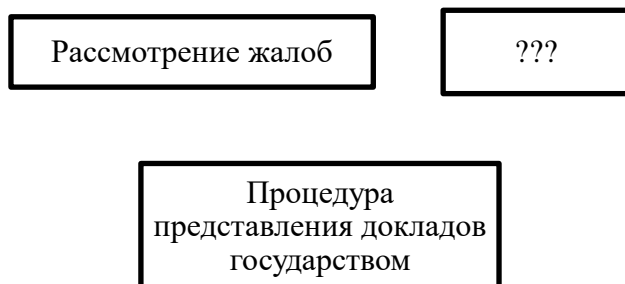 Рассмотрение жалоб
???
Процедура
представления докладов
государством